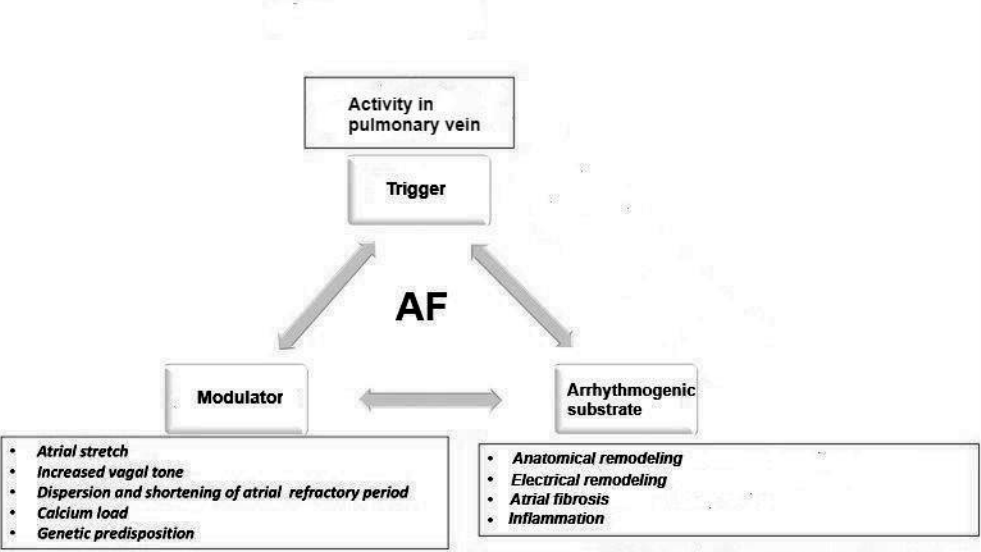 Activity in
pulmonary vein
Trigger
AF
Modulator
Arrhythmogenic
substrate
• Atrial stretch
• Increased vagal tone
• Dispersion and shortening of atrial refractory period
• Calcium load
• Genetic predisposition
• Anatomical remodeling
• Electrical remodeling
• Atrial fibrosis
• Inflammation